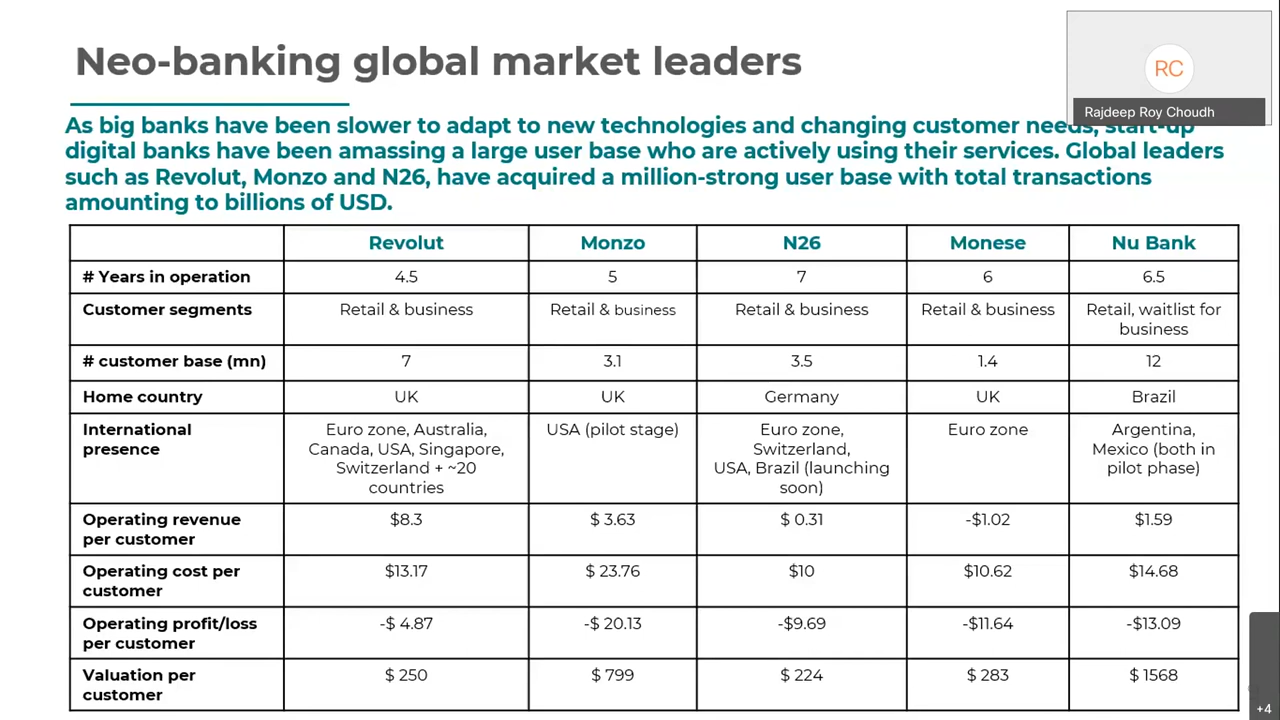 Neo-banking global market leaders
RC
Rajdeep Roy Choudh
As big banks have been slower to adapt to new technologies and changing customer needs, start-up
digital banks have been amassing a large user base who are actively using their services. Global leaders
such as Revolut, Monzo and N26, have acquired a million-strong user base with total transactions
amounting to billions of USD.
Revolut Monzo N26 Monese Nu Bank
# Years in operation 4.5 5 7 6 6.5
Customer segments Retail & business Retail & business Retail & business Retail & business Retail, waitlist for
business
# customer base (mn) 7 3.1 3.5 1.4 12
Home country UK UK Germany UK Brazil
International Euro zone, Australia, USA (pilot stage) Euro zone, Euro zone Argentina,
presence Canada, USA, Singapore, Switzerland, Mexico (both in
Switzerland + ~20 USA, Brazil (launching pilot phase)
countries soon)
Operating revenue $8.3 $ 3.63 $ 0.31 -$1.02 $1.59
per customer
Operating cost per $13.17 $ 23.76 $10 $10.62 $14.68
customer
Operating profit/loss -$ 4.87 -$ 20.13 -$9.69 -$11.64 -$13.09
per customer
Valuation per $ 250 $ 799 $ 224 $ 283 $ 1568
customer
+4